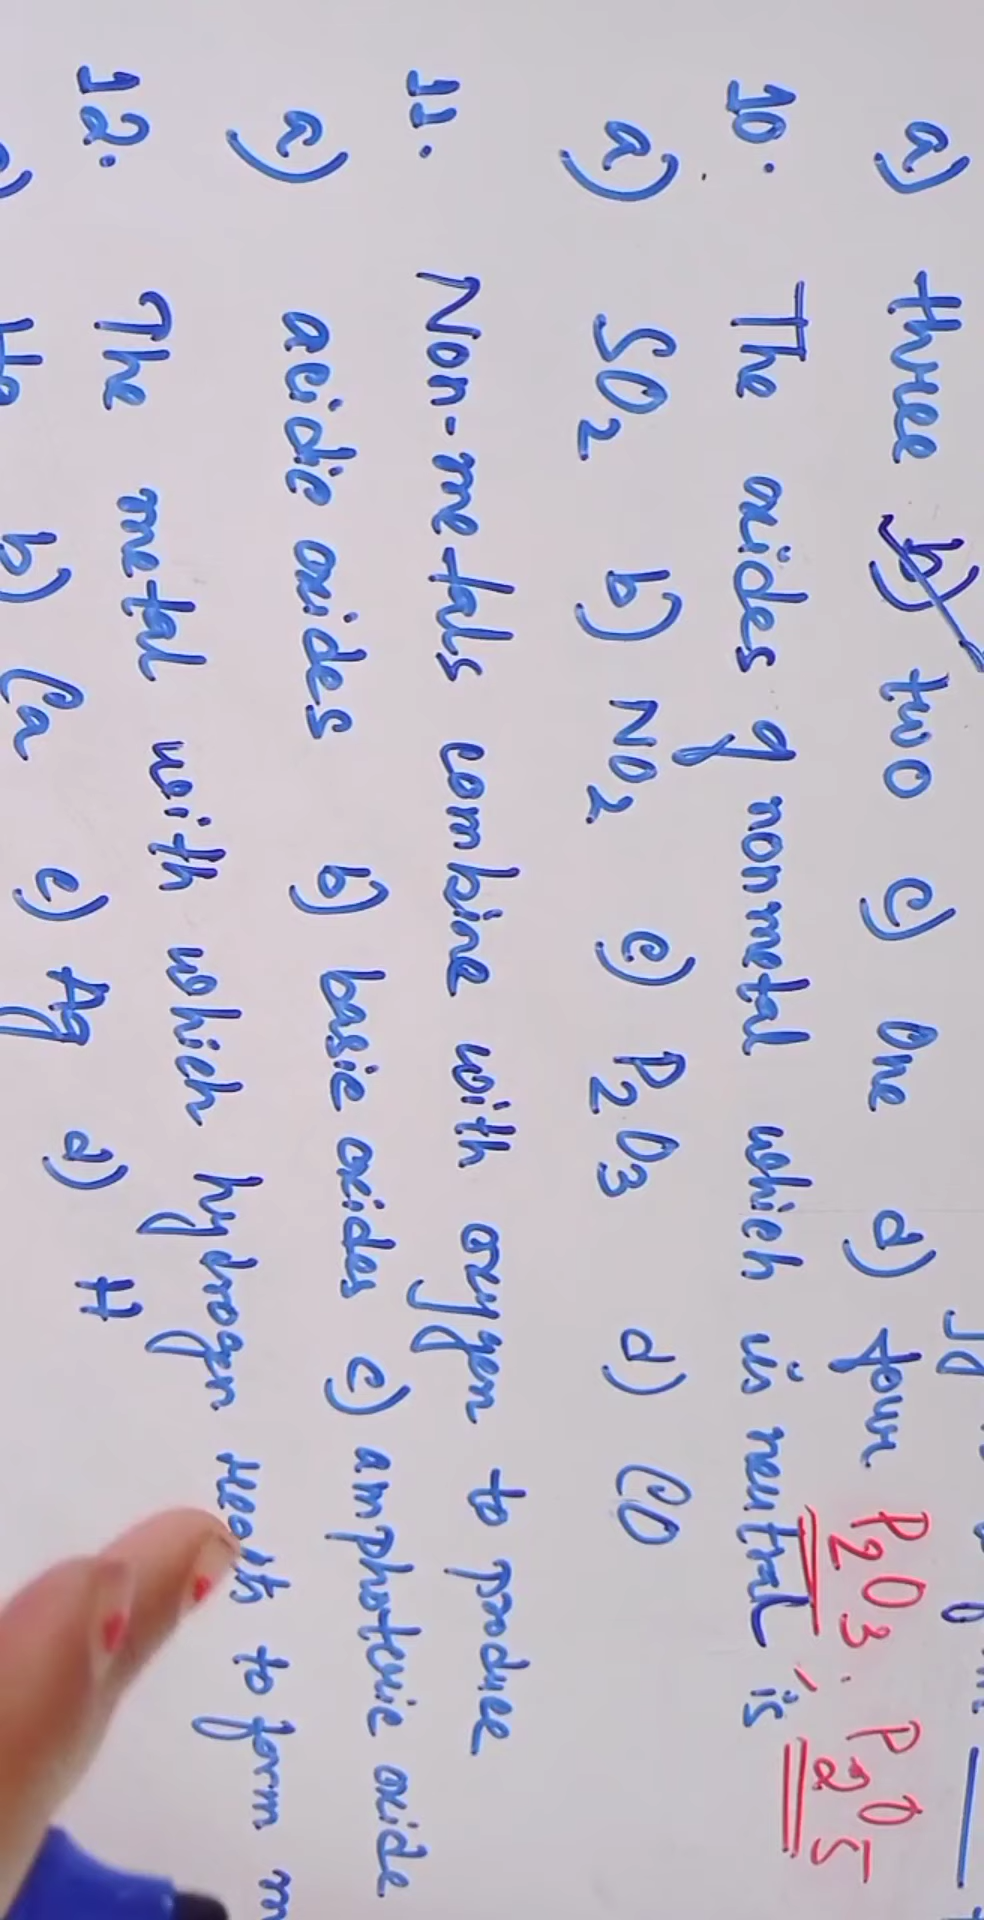 a) three b) two c) one d) four P2O3, P2O5
10. The oxides of nonmetal which is neutral is
a) SO2 b) NO2 c) P2O3 d) CO
11. Non-metals combine with oxygen to produce
a) acidic oxides b) basic oxides c) amphoteric oxide
12. The metal with which hydrogen reacts to form
b) Ca c) Ag d) H